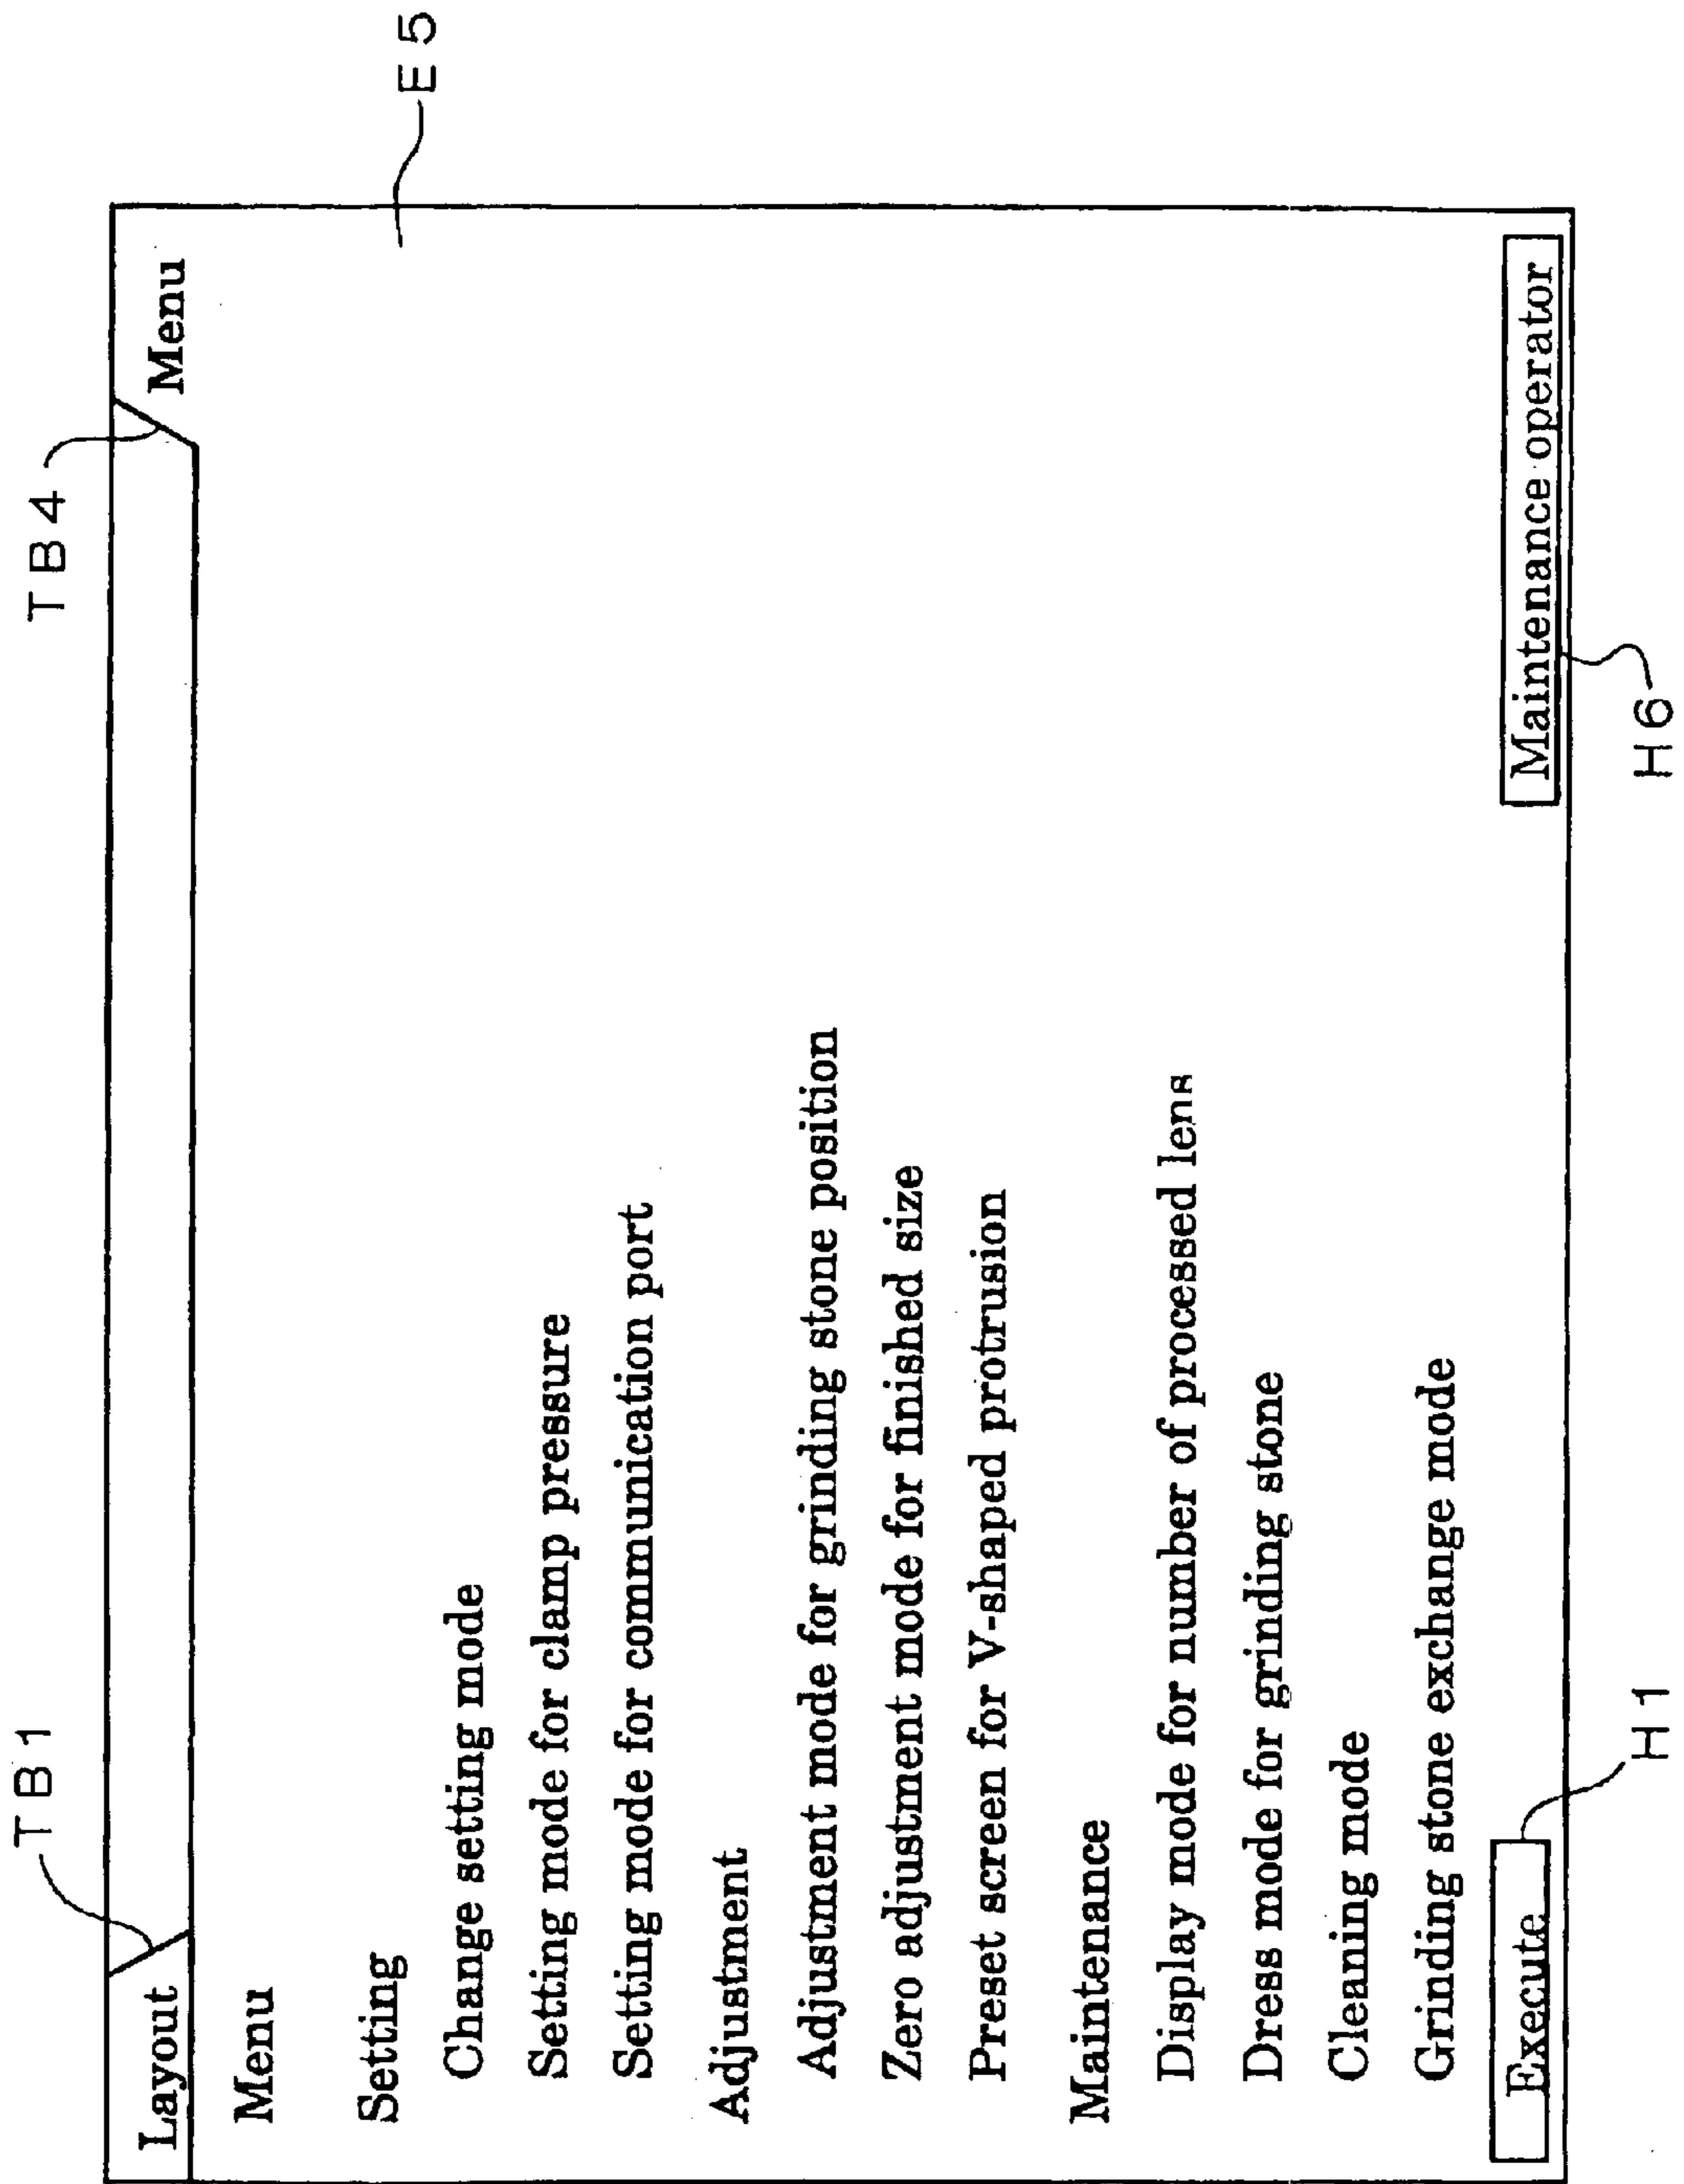 TB1
TB4
Layout
Menu
E5
Menu
Setting
Change setting mode
Setting mode for clamp pressure
Setting mode for communication port
Adjustment
Adjustment mode for grinding stone position
Zero adjustment mode for finished size
Preset screen for V-shaped protrusion
Maintenance
Display mode for number of processed lens
Dress mode for grinding stone
Cleaning mode
Grinding stone exchange mode
Execute
Maintenance operator
H1
H6